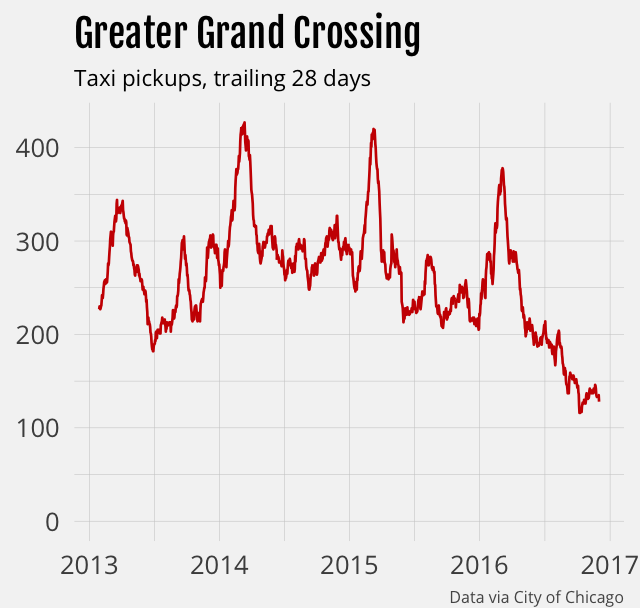 Greater Grand Crossing
Taxi pickups, trailing 28 days
400
300
200
100
0
2013 2014 2015 2016 2017
Data via City of Chicago